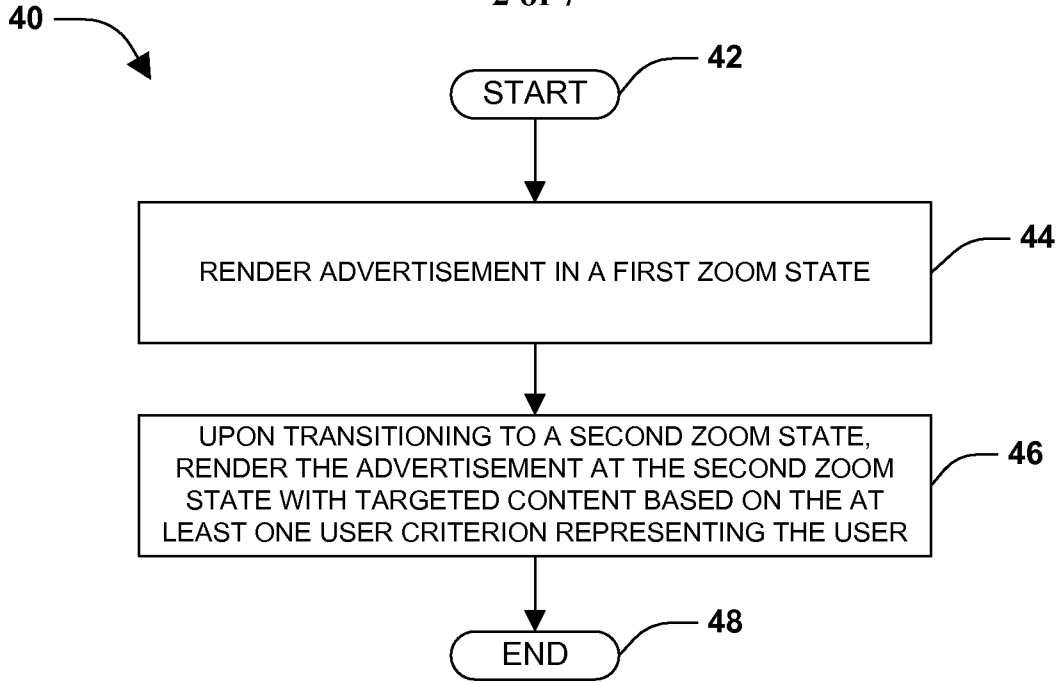 2 of 7
40
42
START
44
RENDER ADVERTISEMENT IN A FIRST ZOOM STATE
UPON TRANSITIONING TO A SECOND ZOOM STATE,
RENDER THE ADVERTISEMENT AT THE SECOND ZOOM
STATE WITH TARGETED CONTENT BASED ON THE AT
LEAST ONE USER CRITERION REPRESENTING THE USER
46
48
END